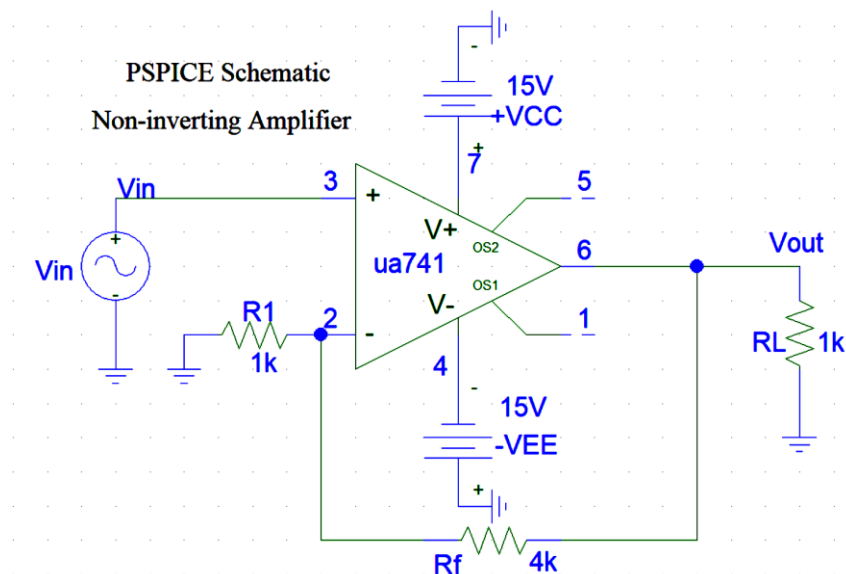 PSPICE Schematic
Non-inverting Amplifier
-
15V
+VCC
+
7
Vin
3
+
5
V+
OS2
6
Vout
Vin
+
-
ua741
OS1
V-
R1
2
-
1
RL
1k
1k
4
-
15V
-VEE
+
Rf
4k